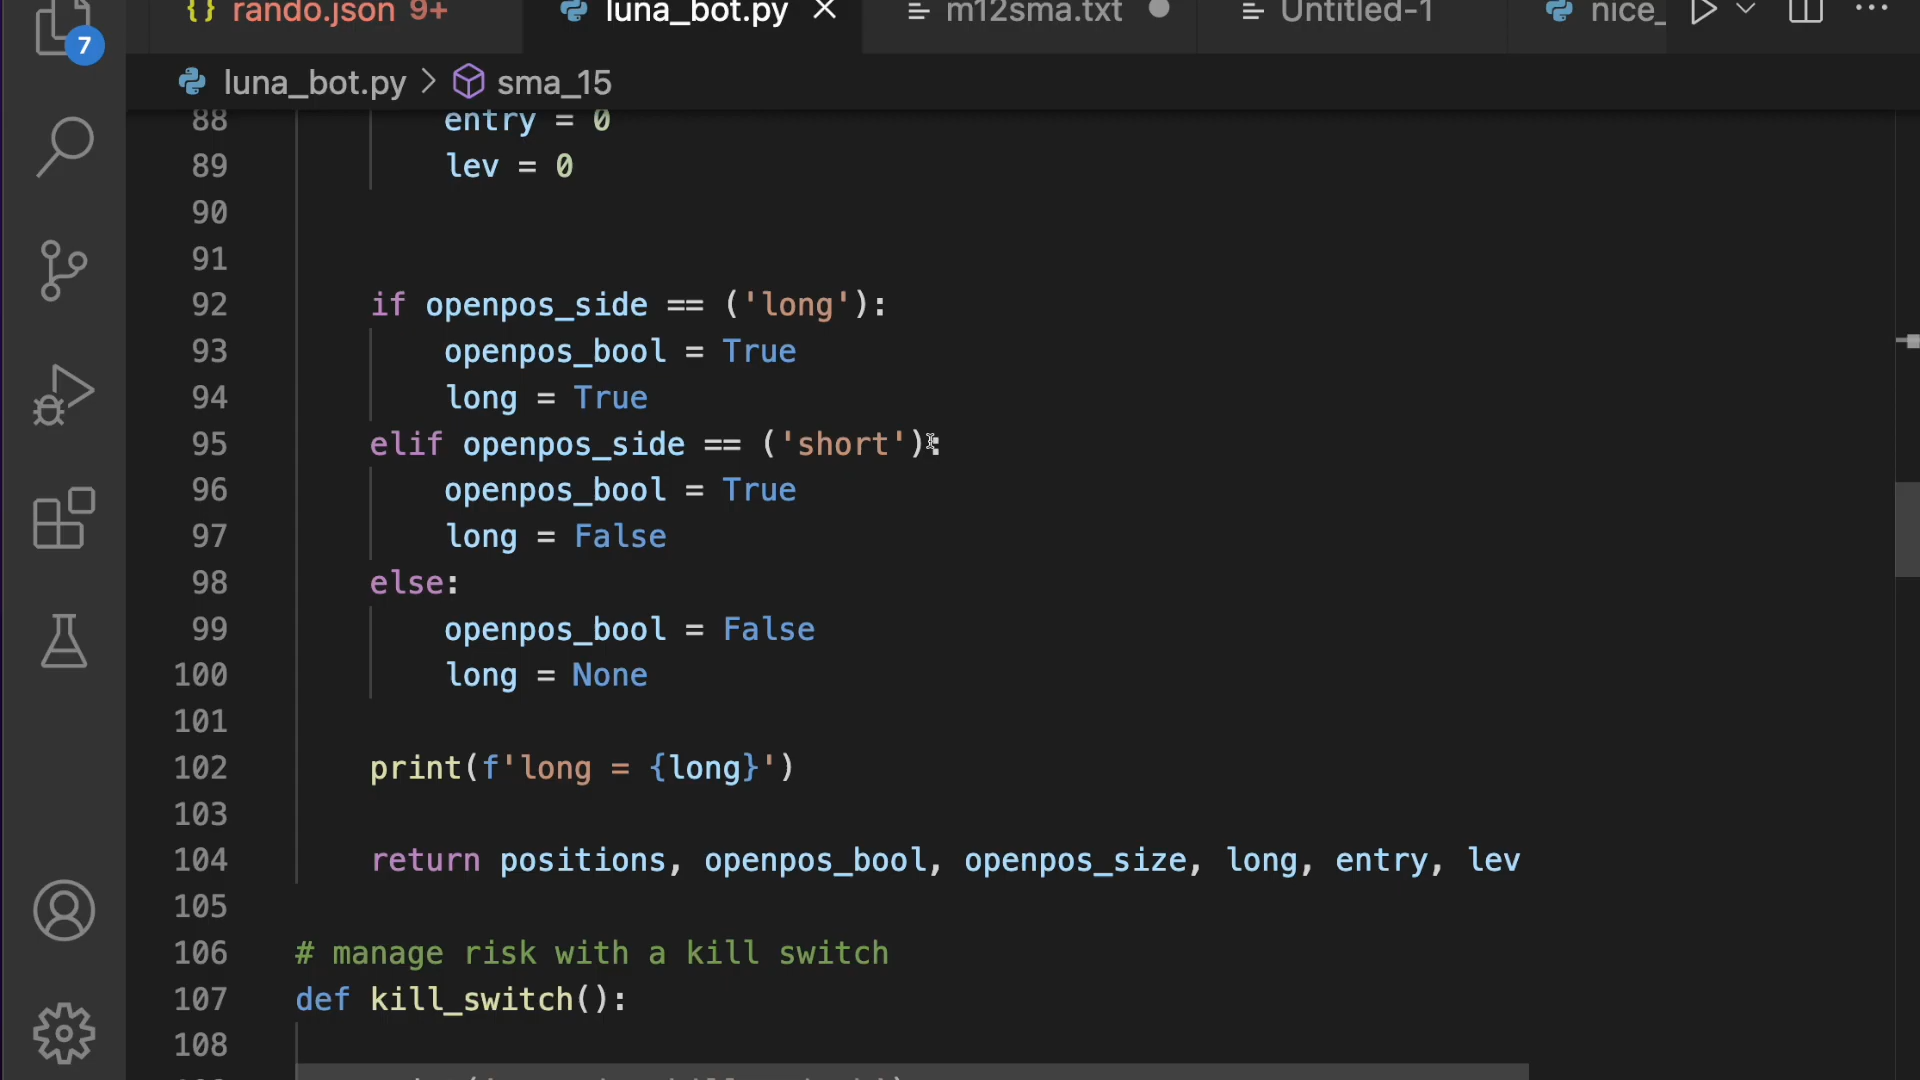 7
{} rando.json 9+ luna_bot.py × m12sma.txt Untitled-1 nice_
luna_bot.py > sma_15
88 entry = 0
89 lev = 0
90
91
92 if openpos_side == ('long'):
93 openpos_bool = True
94 long = True
95 elif openpos_side == ('short'):
96 openpos_bool = True
97 long = False
98 else:
99 openpos_bool = False
100 long = None
101
102 print(f'long = {long}')
103
104 return positions, openpos_bool, openpos_size, long, entry, lev
105
106 # manage risk with a kill switch
107 def kill_switch():
108